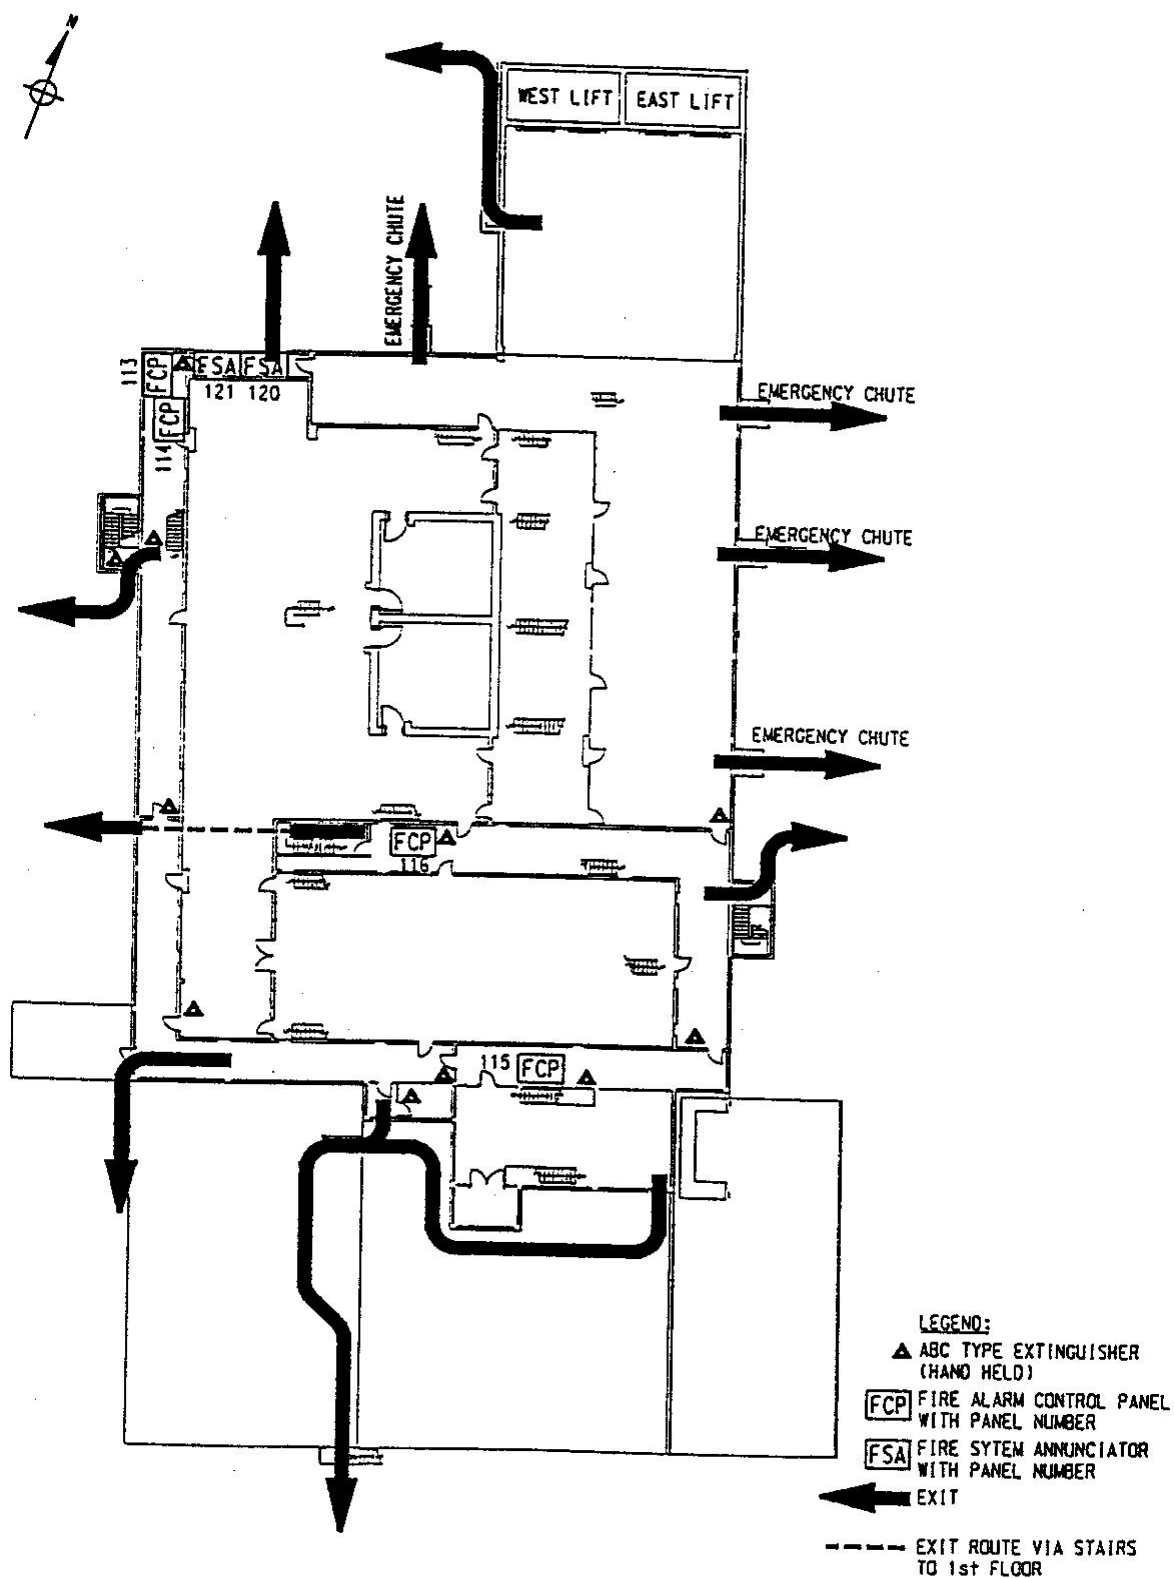 N
WEST LIFT
EAST LIFT
EMERGENCY CHUTE
113
FCP
FSA
FSA
121
120
FCP
114
EMERGENCY CHUTE
EMERGENCY CHUTE
EMERGENCY CHUTE
FCP
116
115
FCP
LEGEND:
ABC TYPE EXTINGUISHER
(HAND HELD)
FCP
FIRE ALARM CONTROL PANEL
WITH PANEL NUMBER
FSA
FIRE SYTEM ANNUNCIATOR
WITH PANEL NUMBER
EXIT
EXIT ROUTE VIA STAIRS
TO 1st FLOOR